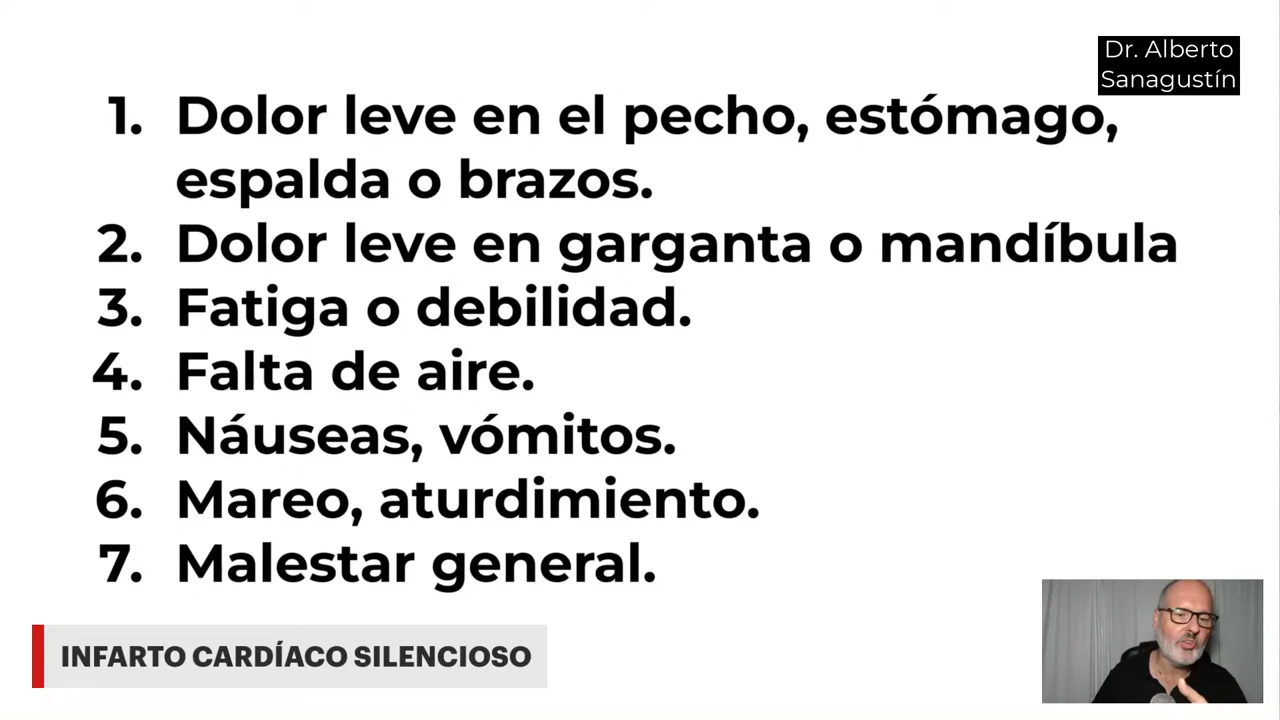 Dr. Alberto
Sanagustín
1. Dolor leve en el pecho, estómago,
espalda o brazos.
2. Dolor leve en garganta o mandíbula
3. Fatiga o debilidad.
4. Falta de aire.
5. Náuseas, vómitos.
6. Mareo, aturdimiento.
7. Malestar general.
INFARTO CARDÍACO SILENCIOSO